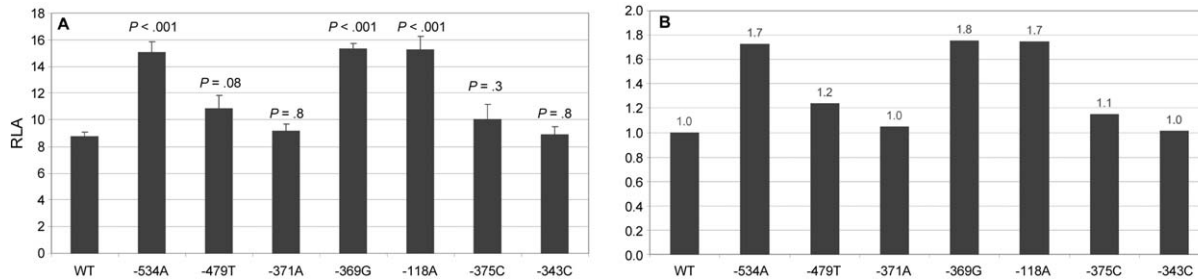 A
18
16
14
12
10
8
6
4
2
0
RLA
P < .001
P = .08
P = .8
P < .001
P < .001
P = .3
P = .8
WT -534A -479T -371A -369G -118A -375C -343C
B
2.0
1.8
1.6
1.4
1.2
1.0
0.8
0.6
0.4
0.2
0.0
1.0
1.7
1.2
1.0
1.8
1.7
1.1
1.0
WT -534A -479T -371A -369G -118A -375C -343C